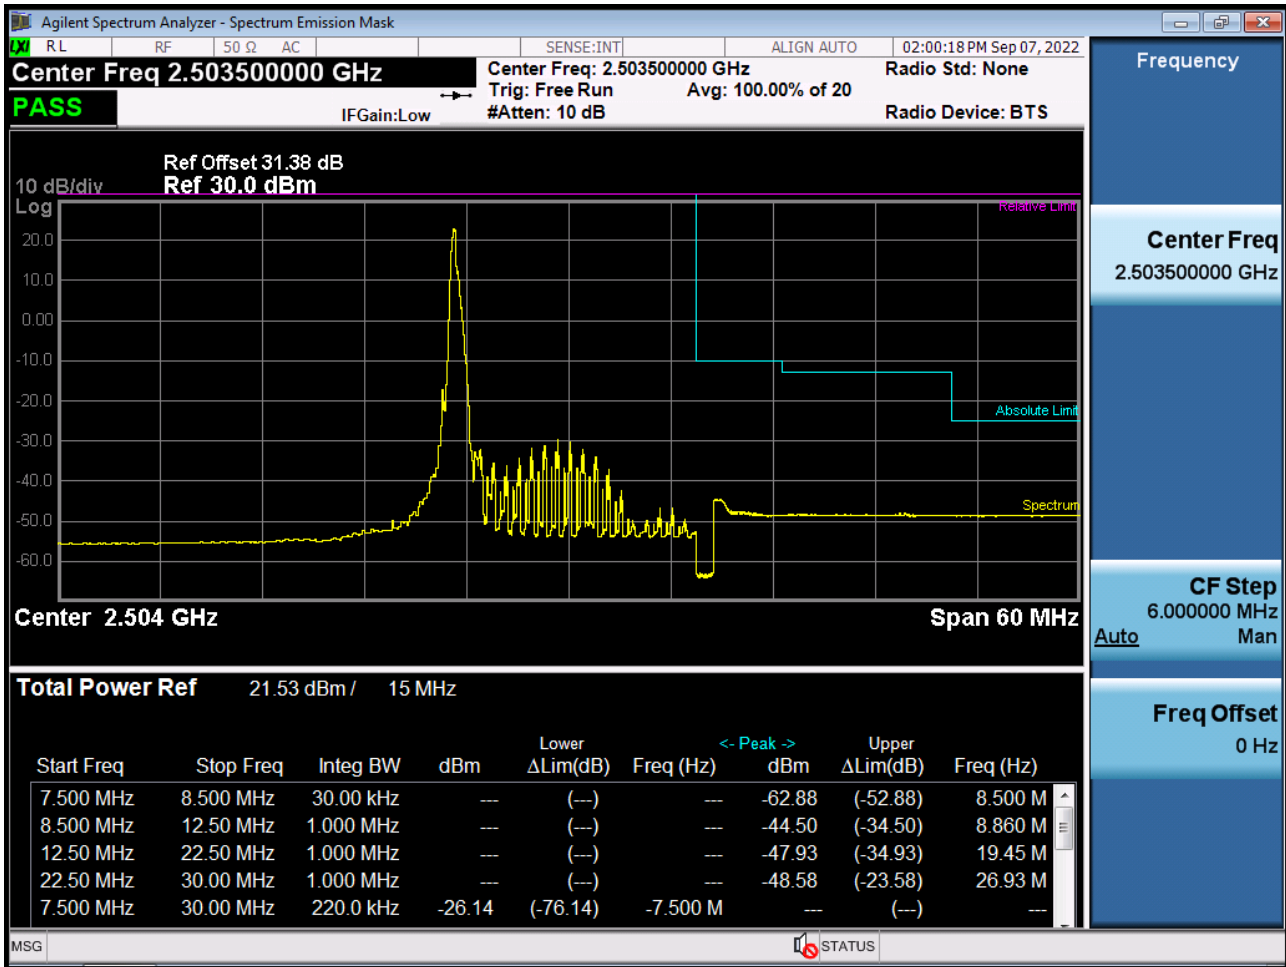 Agilent Spectrum Analyzer - Spectrum Emission Mask
LXI RL RF 50 Ω AC SENSE:INT ALIGN AUTO 02:00:18 PM Sep 07, 2022
Center Freq 2.503500000 GHz
Center Freq: 2.503500000 GHz Radio Std: None
Trig: Free Run Avg: 100.00% of 20
PASS
IFGain:Low #Atten: 10 dB Radio Device: BTS
Ref Offset 31.38 dB
10 dB/div Ref 30.0 dBm
Log
Relative Limit
20.0
10.0
0.00
-10.0
-20.0
Absolute Limit
-30.0
-40.0
Spectrum
-50.0
-60.0
Center 2.504 GHz Span 60 MHz
Total Power Ref 21.53 dBm / 15 MHz
Lower <- Peak -> Upper
Start Freq Stop Freq Integ BW dBm ΔLim(dB) Freq (Hz) dBm ΔLim(dB) Freq (Hz)
7.500 MHz 8.500 MHz 30.00 kHz --- (---) --- -62.88 (-52.88) 8.500 M
8.500 MHz 12.50 MHz 1.000 MHz --- (---) --- -44.50 (-34.50) 8.860 M
12.50 MHz 22.50 MHz 1.000 MHz --- (---) --- -47.93 (-34.93) 19.45 M
22.50 MHz 30.00 MHz 1.000 MHz --- (---) --- -48.58 (-23.58) 26.93 M
7.500 MHz 30.00 MHz 220.0 kHz -26.14 (-76.14) -7.500 M --- (---) ---
MSG STATUS
Frequency
Center Freq
2.503500000 GHz
CF Step
6.000000 MHz
Auto Man
Freq Offset
0 Hz